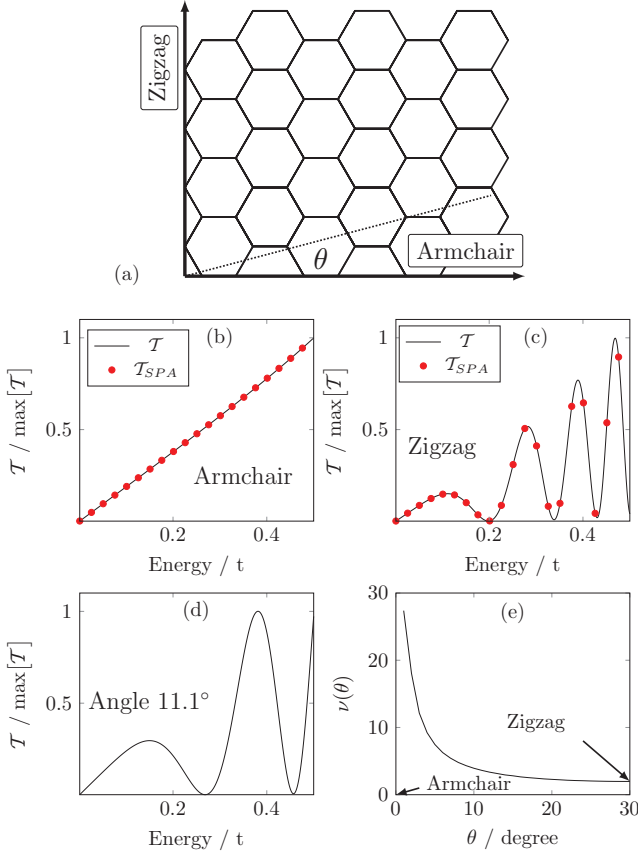 Zigzag
Armchair
θ
(a)
(b)
𝒯
𝒯_SPA
Armchair
1
0.5
0.2
0.4
𝒯 / max[𝒯]
Energy / t
(c)
𝒯
𝒯_SPA
Zigzag
1
0.5
0.2
0.4
𝒯 / max[𝒯]
Energy / t
(d)
Angle 11.1°
1
0.5
0.2
0.4
𝒯 / max[𝒯]
Energy / t
(e)
30
20
10
0
ν(θ)
Zigzag
Armchair
0
10
20
30
θ / degree